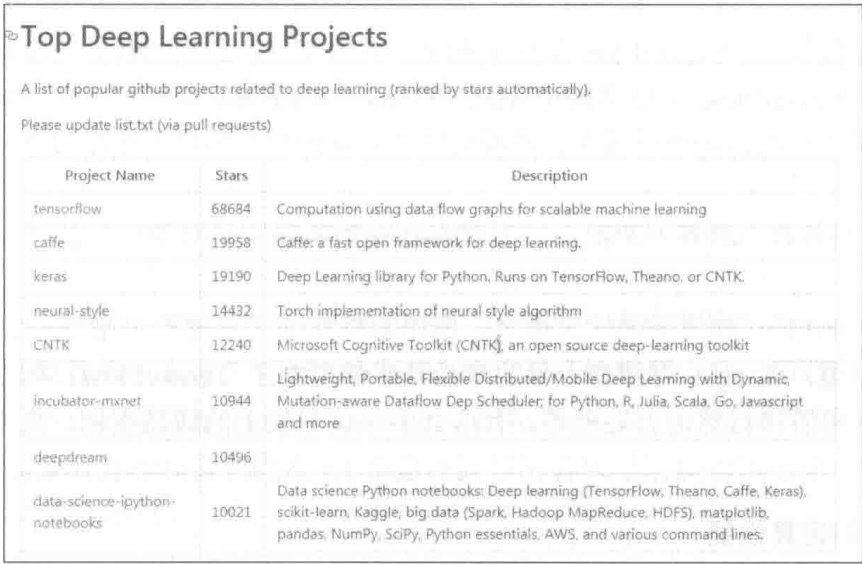 Top Deep Learning Projects
A list of popular github projects related to deep learning (ranked by stars automatically).
Please update list.txt (via pull requests)
Project Name Stars Description
tensorflow 68684 Computation using data flow graphs for scalable machine learning
caffe 19958 Caffe: a fast open framework for deep learning.
keras 19190 Deep Learning library for Python. Runs on TensorFlow, Theano, or CNTK.
neural-style 14432 Torch implementation of neural style algorithm
CNTK 12240 Microsoft Cognitive Toolkit (CNTK), an open source deep-learning toolkit
incubator-mxnet 10944 Lightweight, Portable, Flexible Distributed/Mobile Deep Learning with Dynamic,
Mutation-aware Dataflow Dep Scheduler; for Python, R, Julia, Scala, Go, Javascript
and more
deepdream 10496
data-science-ipython-
notebooks 10021 Data science Python notebooks: Deep learning (TensorFlow, Theano, Caffe, Keras),
scikit-learn, Kaggle, big data (Spark, Hadoop MapReduce, HDFS), matplotlib,
pandas, NumPy, SciPy, Python essentials, AWS, and various command lines.